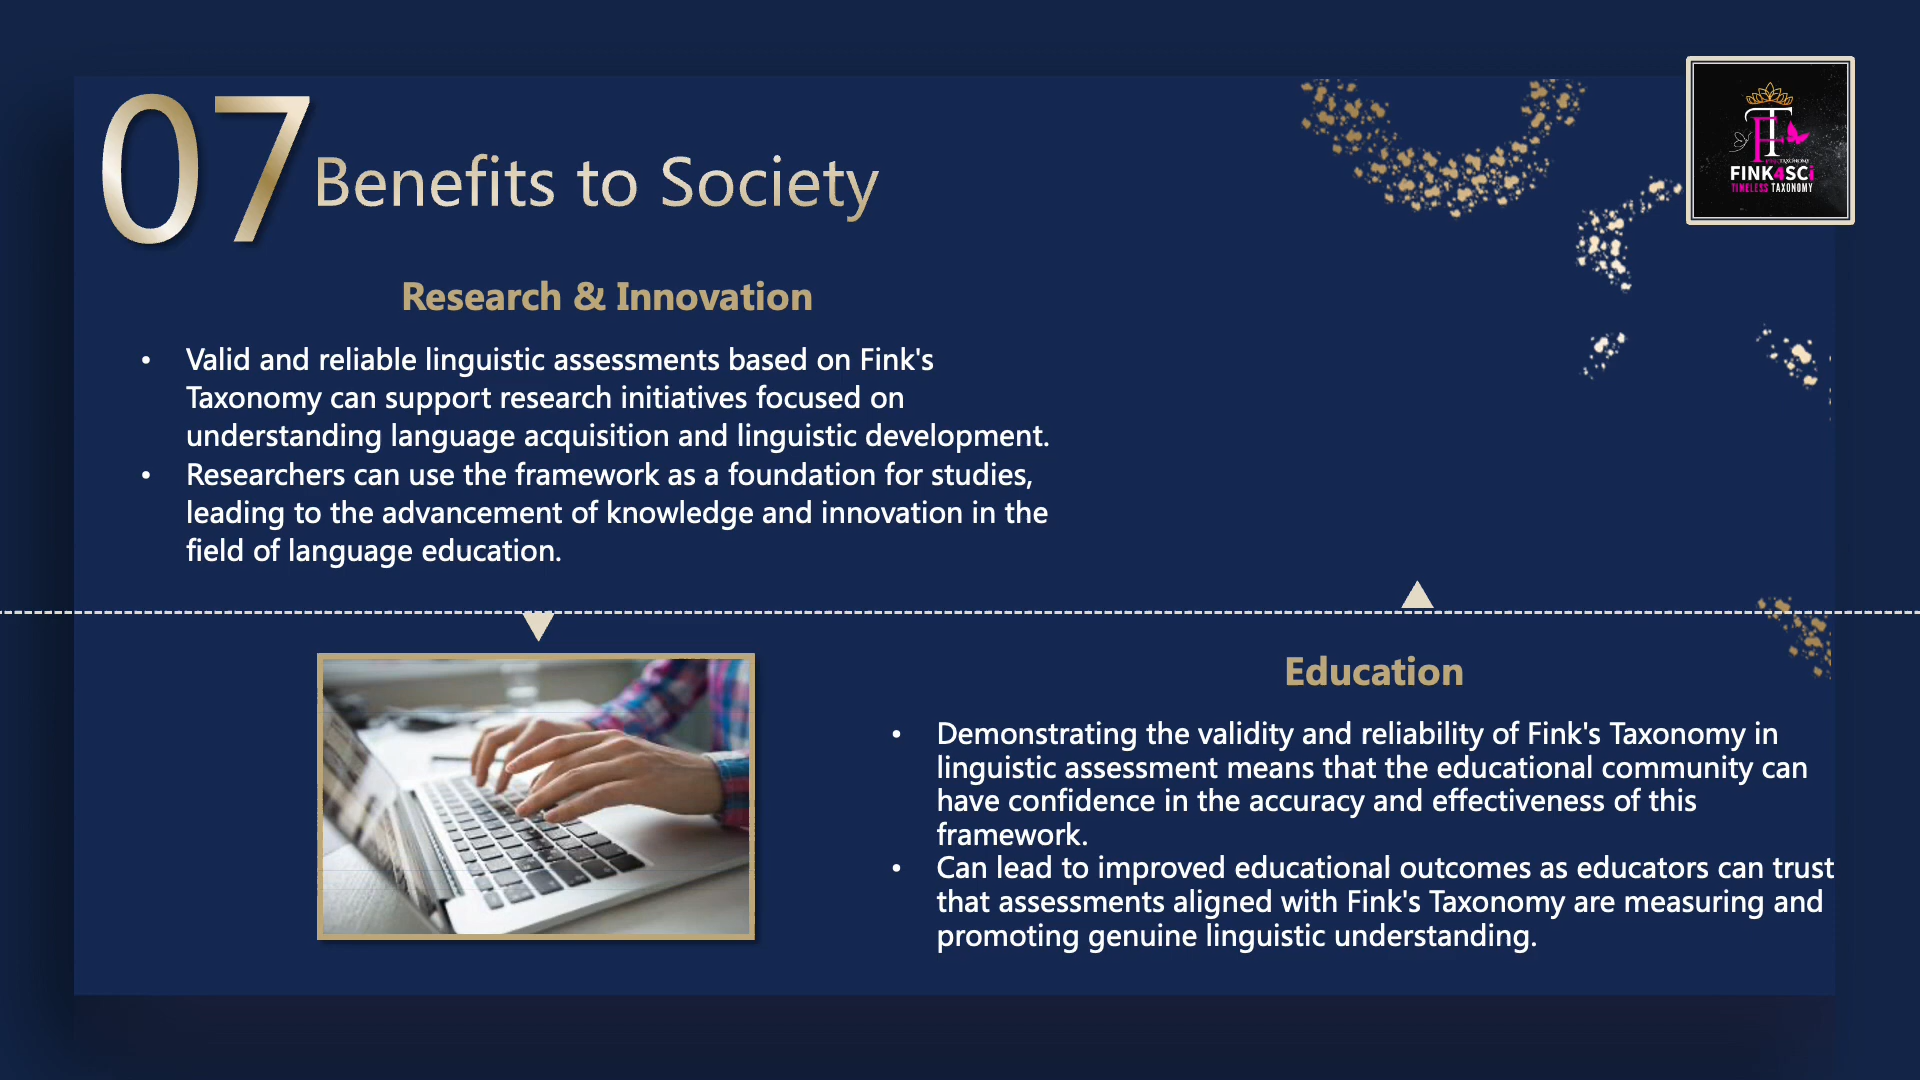 07 Benefits to Society
FT
TAXONOMY
FINK4SCi
TIMELESS TAXONOMY
Research & Innovation
• Valid and reliable linguistic assessments based on Fink's
Taxonomy can support research initiatives focused on
understanding language acquisition and linguistic development.
• Researchers can use the framework as a foundation for studies,
leading to the advancement of knowledge and innovation in the
field of language education.
Education
• Demonstrating the validity and reliability of Fink's Taxonomy in
linguistic assessment means that the educational community can
have confidence in the accuracy and effectiveness of this
framework.
• Can lead to improved educational outcomes as educators can trust
that assessments aligned with Fink's Taxonomy are measuring and
promoting genuine linguistic understanding.